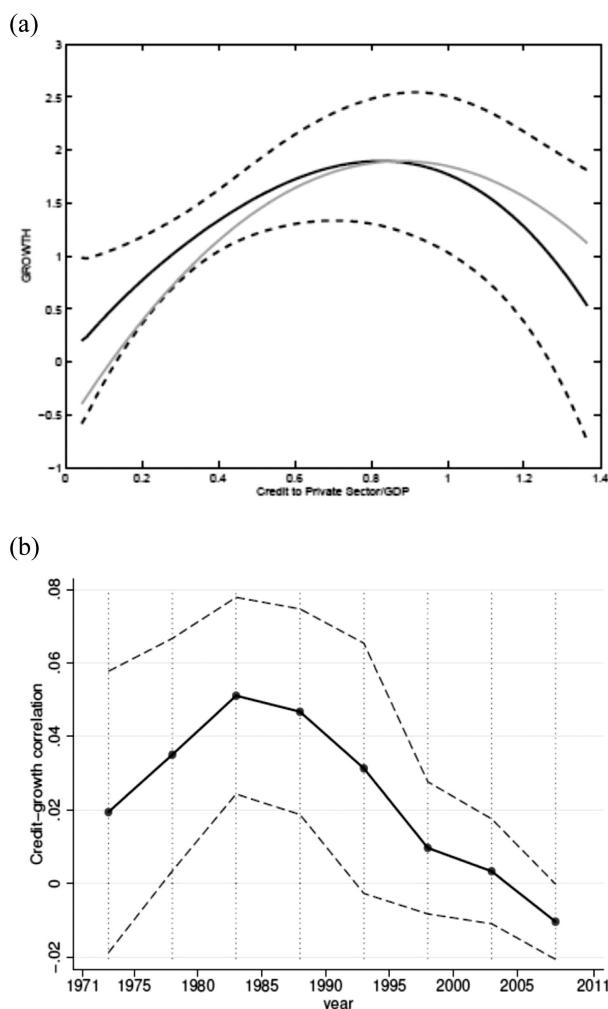 (a)
3
2.5
2
1.5
1
0.5
0
−0.5
−1
GROWTH
0 0.2 0.4 0.6 0.8 1 1.2 1.4
Credit to Private Sector/GDP
(b)
.08
.06
.04
.02
0
-.02
Credit-growth correlation
1971 1975 1980 1985 1990 1995 2000 2005 2011
year